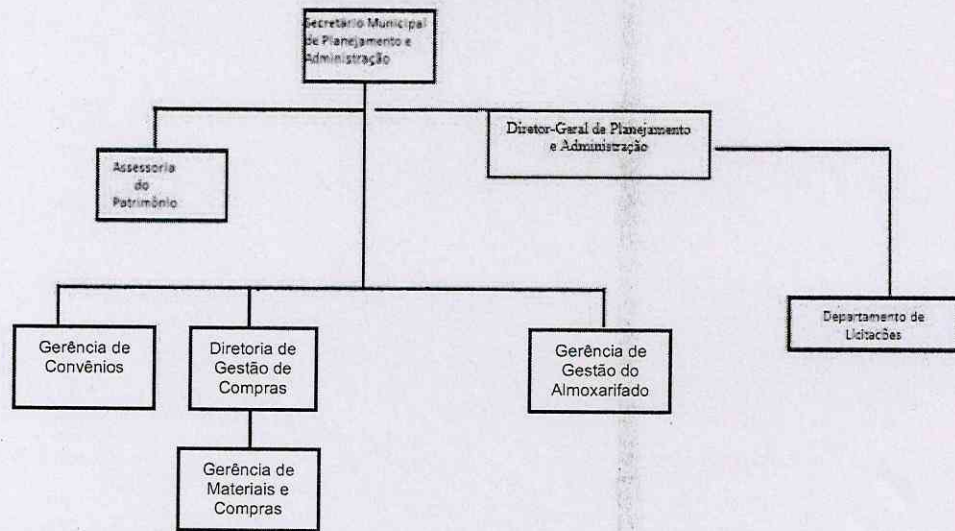 Secretário Municipal
de Planejamento e
Administração
Diretor-Geral de Planejamento
e Administração
Assessoria
do
Patrimônio
Departamento de
Licitacões
Gerência de
Convênios
Diretoria de
Gestão de
Compras
Gerência de
Gestão do
Almoxarifado
Gerência de
Materiais e
Compras